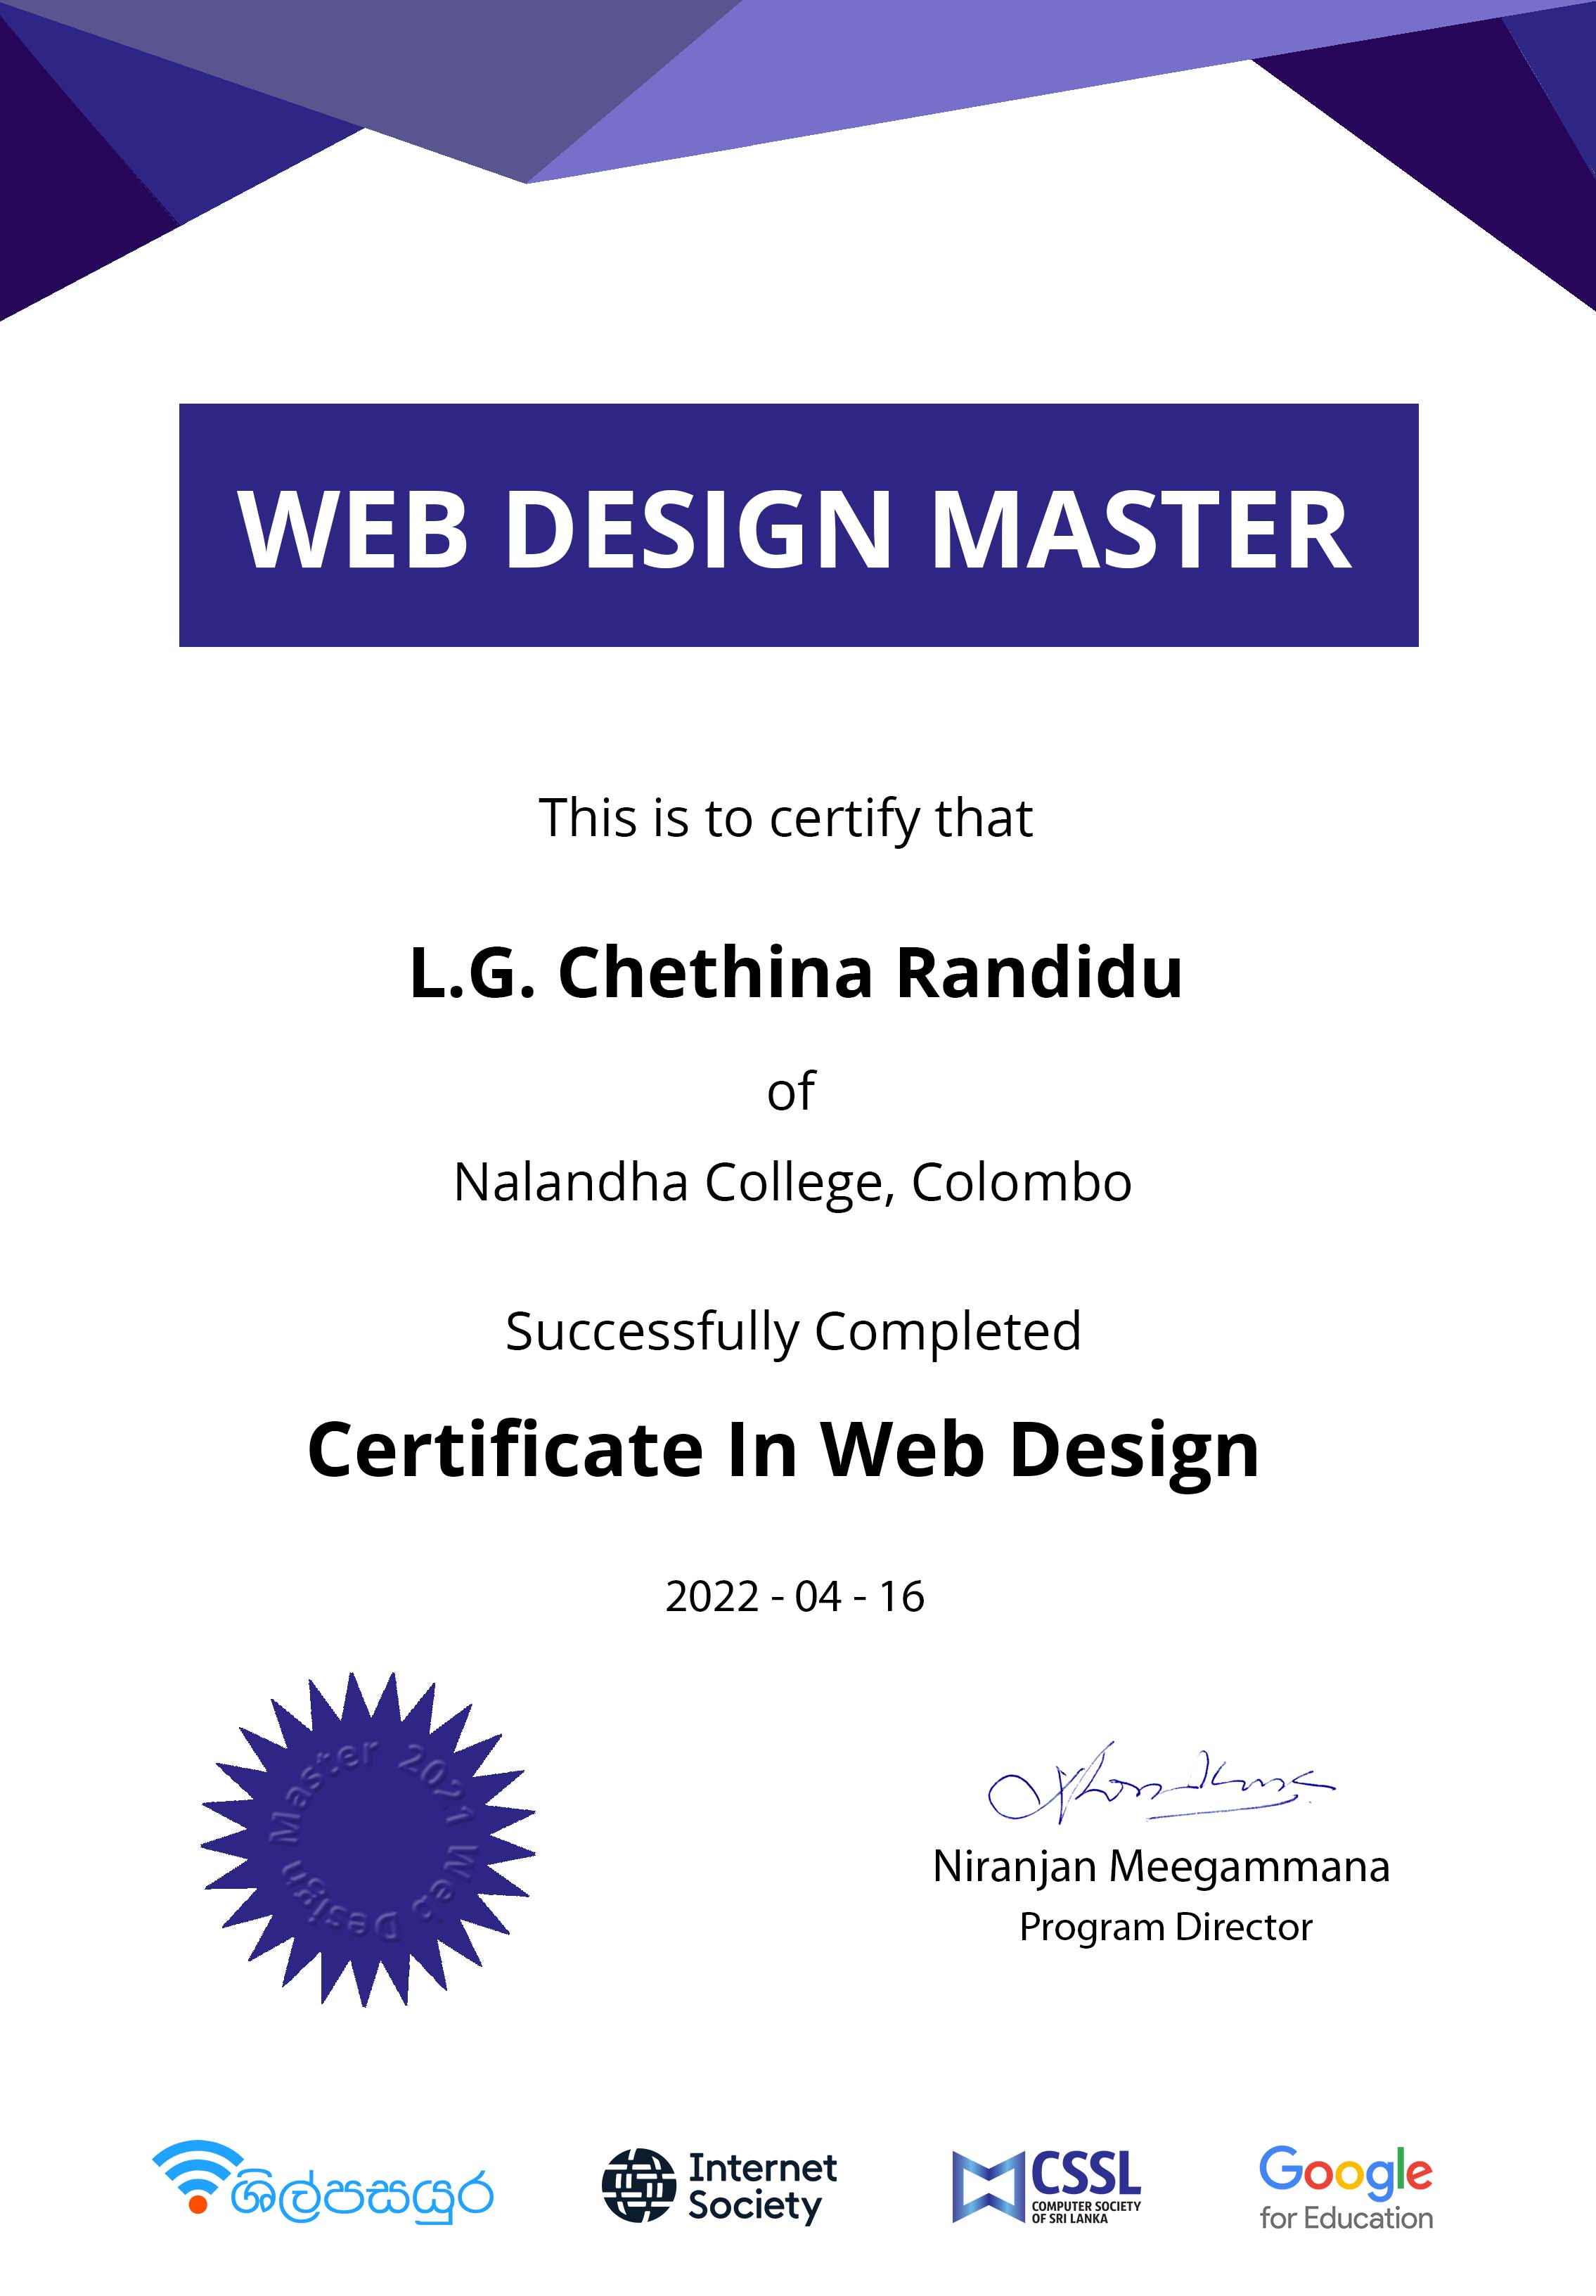 WEB DESIGN MASTER
This is to certify that
L.G. Chethina Randidu
of
Nalandha College, Colombo
Successfully Completed
Certificate In Web Design
2022 - 04 - 16
Web Design Master 2021
Niranjan Meegammana
Program Director
ශිල්පසයුර
Internet
Society
CSSL
COMPUTER SOCIETY
OF SRI LANKA
Google
for Education